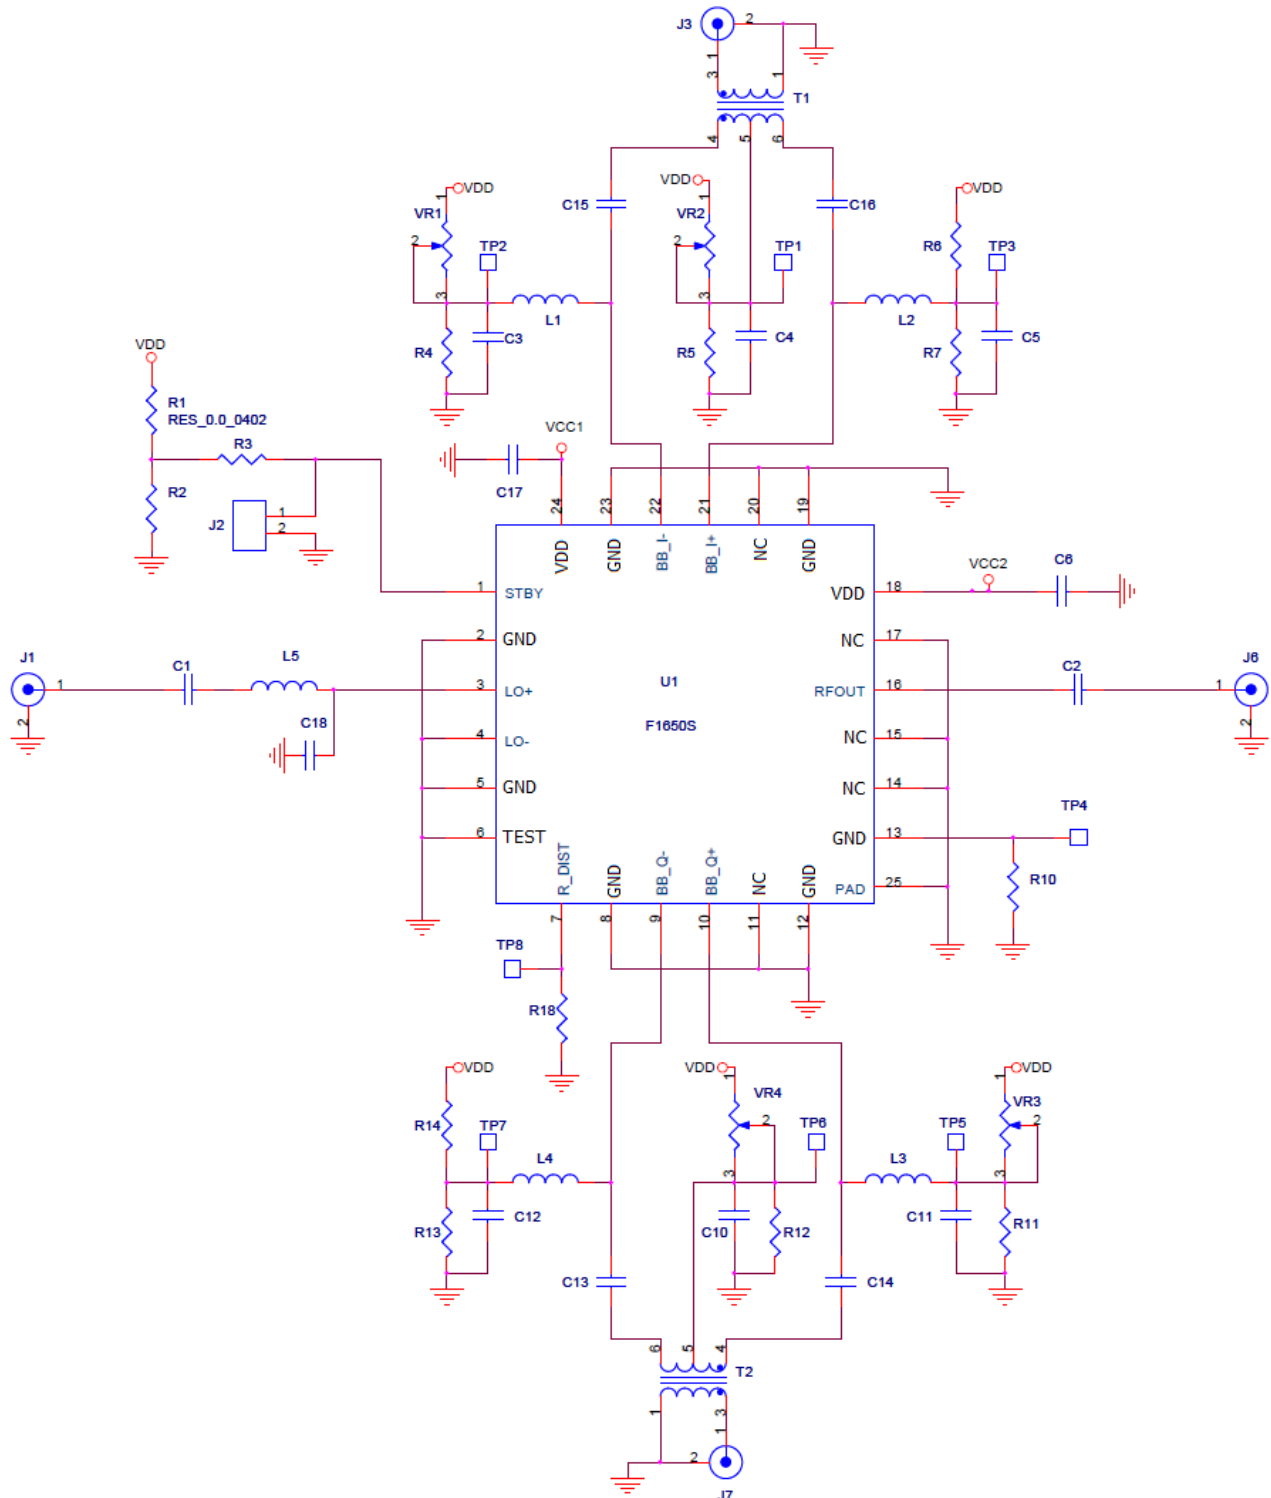 J3
2
1
3
1
T1
4
5
6
VDD
VDD
VDD
1
1
VR1
VR2
C15
C16
2
2
TP2
TP1
R6
TP3
3
3
L1
L2
R4
C3
R5
C4
R7
C5
VDD
R1
RES_0.0_0402
R3
R2
J2
1
2
VCC1
C17
24
23
22
21
20
19
VDD
GND
BB_I-
BB_I+
NC
GND
1
STBY
VDD
18
VCC2
C6
2
GND
NC
17
J1
1
2
C1
L5
C18
3
LO+
U1
F1650S
RFOUT
16
C2
1
J6
2
4
LO-
NC
15
5
GND
NC
14
6
TEST
GND
13
TP4
R10
PAD
25
R_DIST
GND
BB_Q-
BB_Q+
NC
GND
7
8
9
10
11
12
TP8
R18
VDD
VDD
VDD
1
1
R14
VR4
VR3
TP7
2
TP6
TP5
2
L4
L3
3
3
R13
C12
C10
R12
C11
R11
C13
C14
6
5
4
T2
1
3
1
2
J7